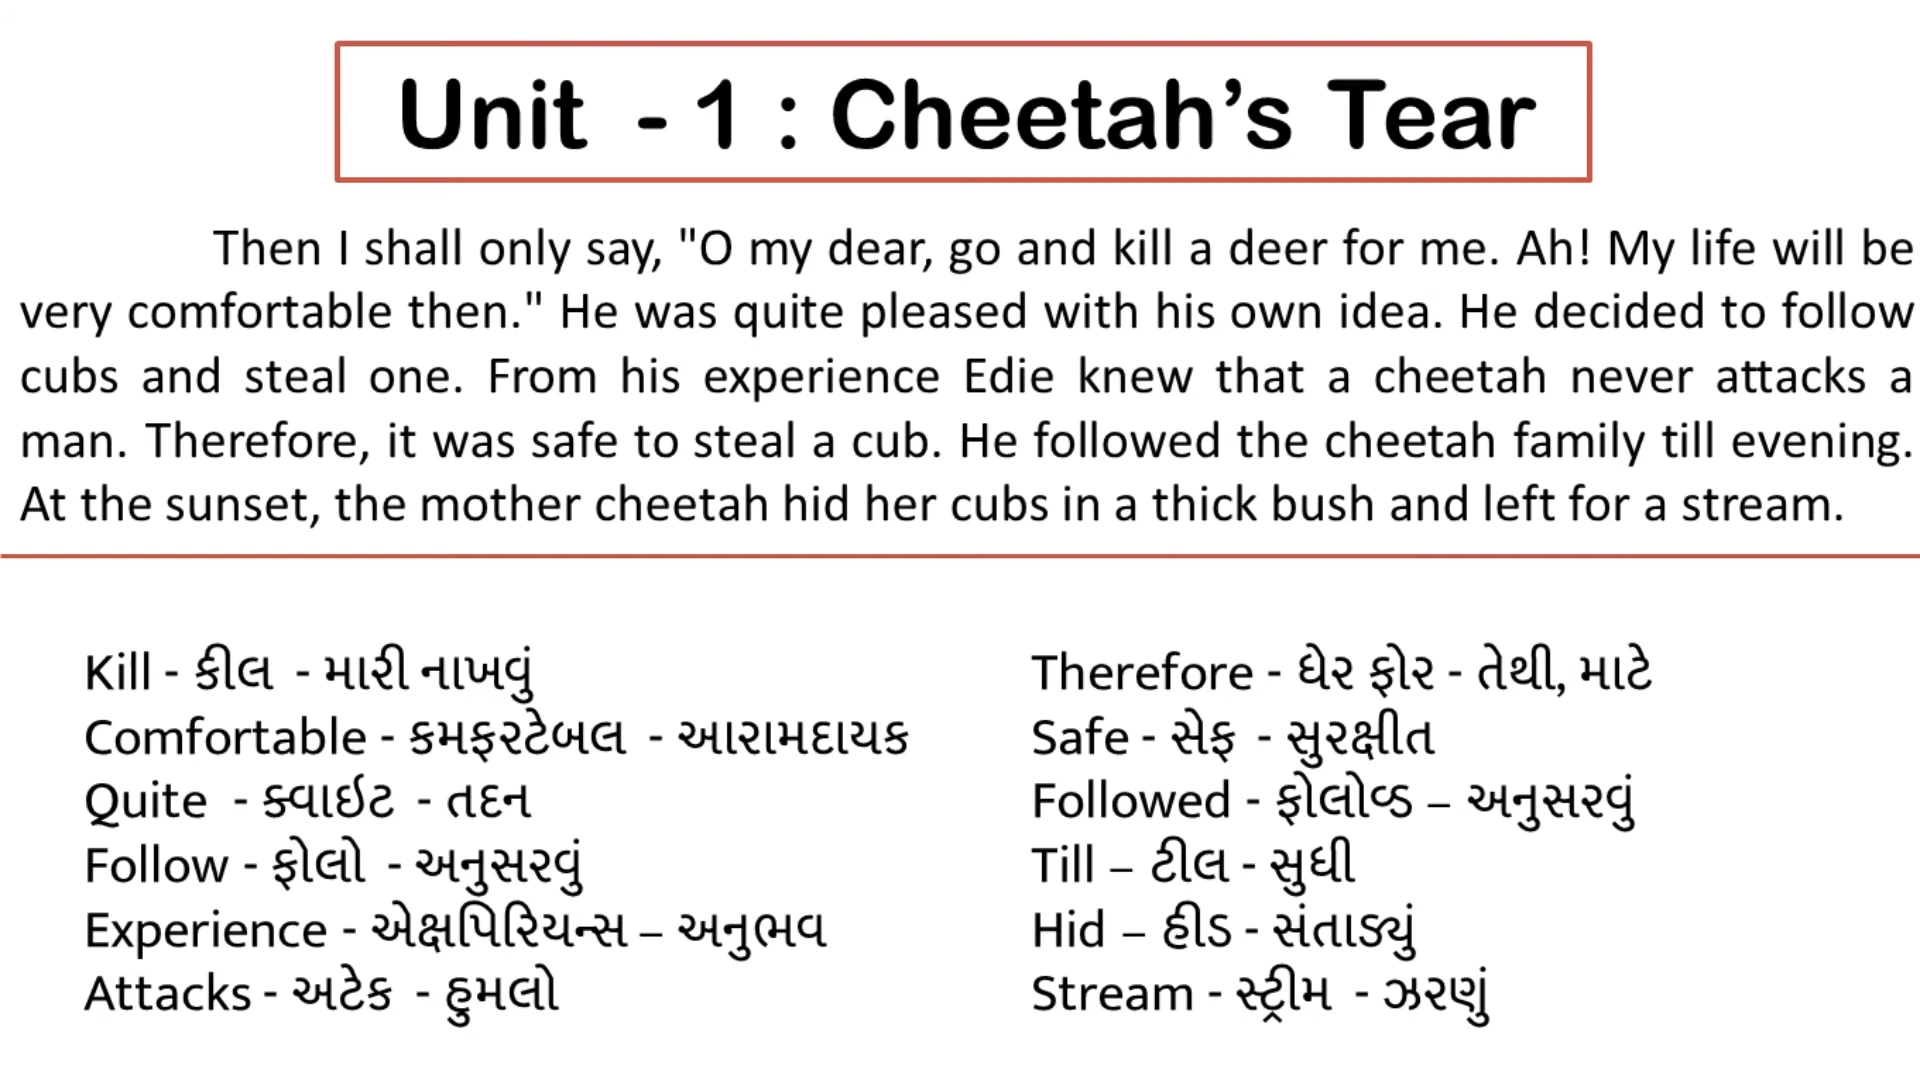 Unit - 1 : Cheetah’s Tear
Then I shall only say, "O my dear, go and kill a deer for me. Ah! My life will be
very comfortable then." He was quite pleased with his own idea. He decided to follow
cubs and steal one. From his experience Edie knew that a cheetah never attacks a
man. Therefore, it was safe to steal a cub. He followed the cheetah family till evening.
At the sunset, the mother cheetah hid her cubs in a thick bush and left for a stream.
Kill - કીલ - મારી નાખવું
Comfortable - કમફરટેબલ - આરામદાયક
Quite - ક્વાઇટ - તદન
Follow - ફોલો - અનુસરવું
Experience - એક્ષપિરિયન્સ – અનુભવ
Attacks - અટેક - હુમલો
Therefore - ધેર ફોર - તેથી, માટે
Safe - સેફ - સુરક્ષીત
Followed - ફોલોવ્ડ – અનુસરવું
Till – ટીલ - સુધી
Hid – હીડ - સંતાડ્યું
Stream - સ્ટ્રીમ - ઝરણું